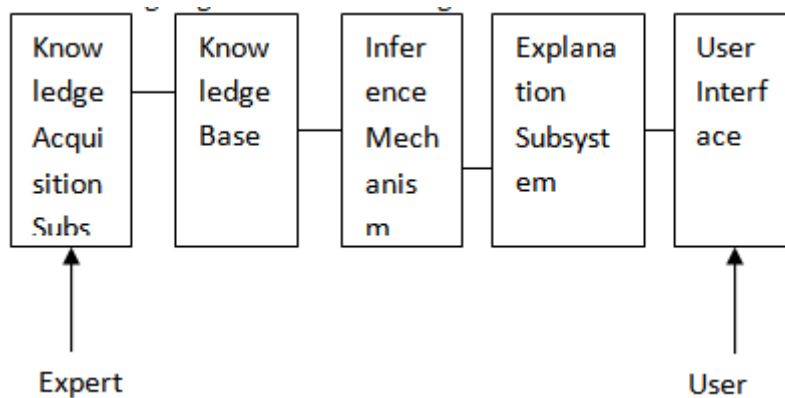 Know
ledge
Acqui
sition
Subs
Know
ledge
Base
Infer
ence
Mech
anis
m
Explana
tion
Subsyst
em
User
Interf
ace
Expert
User